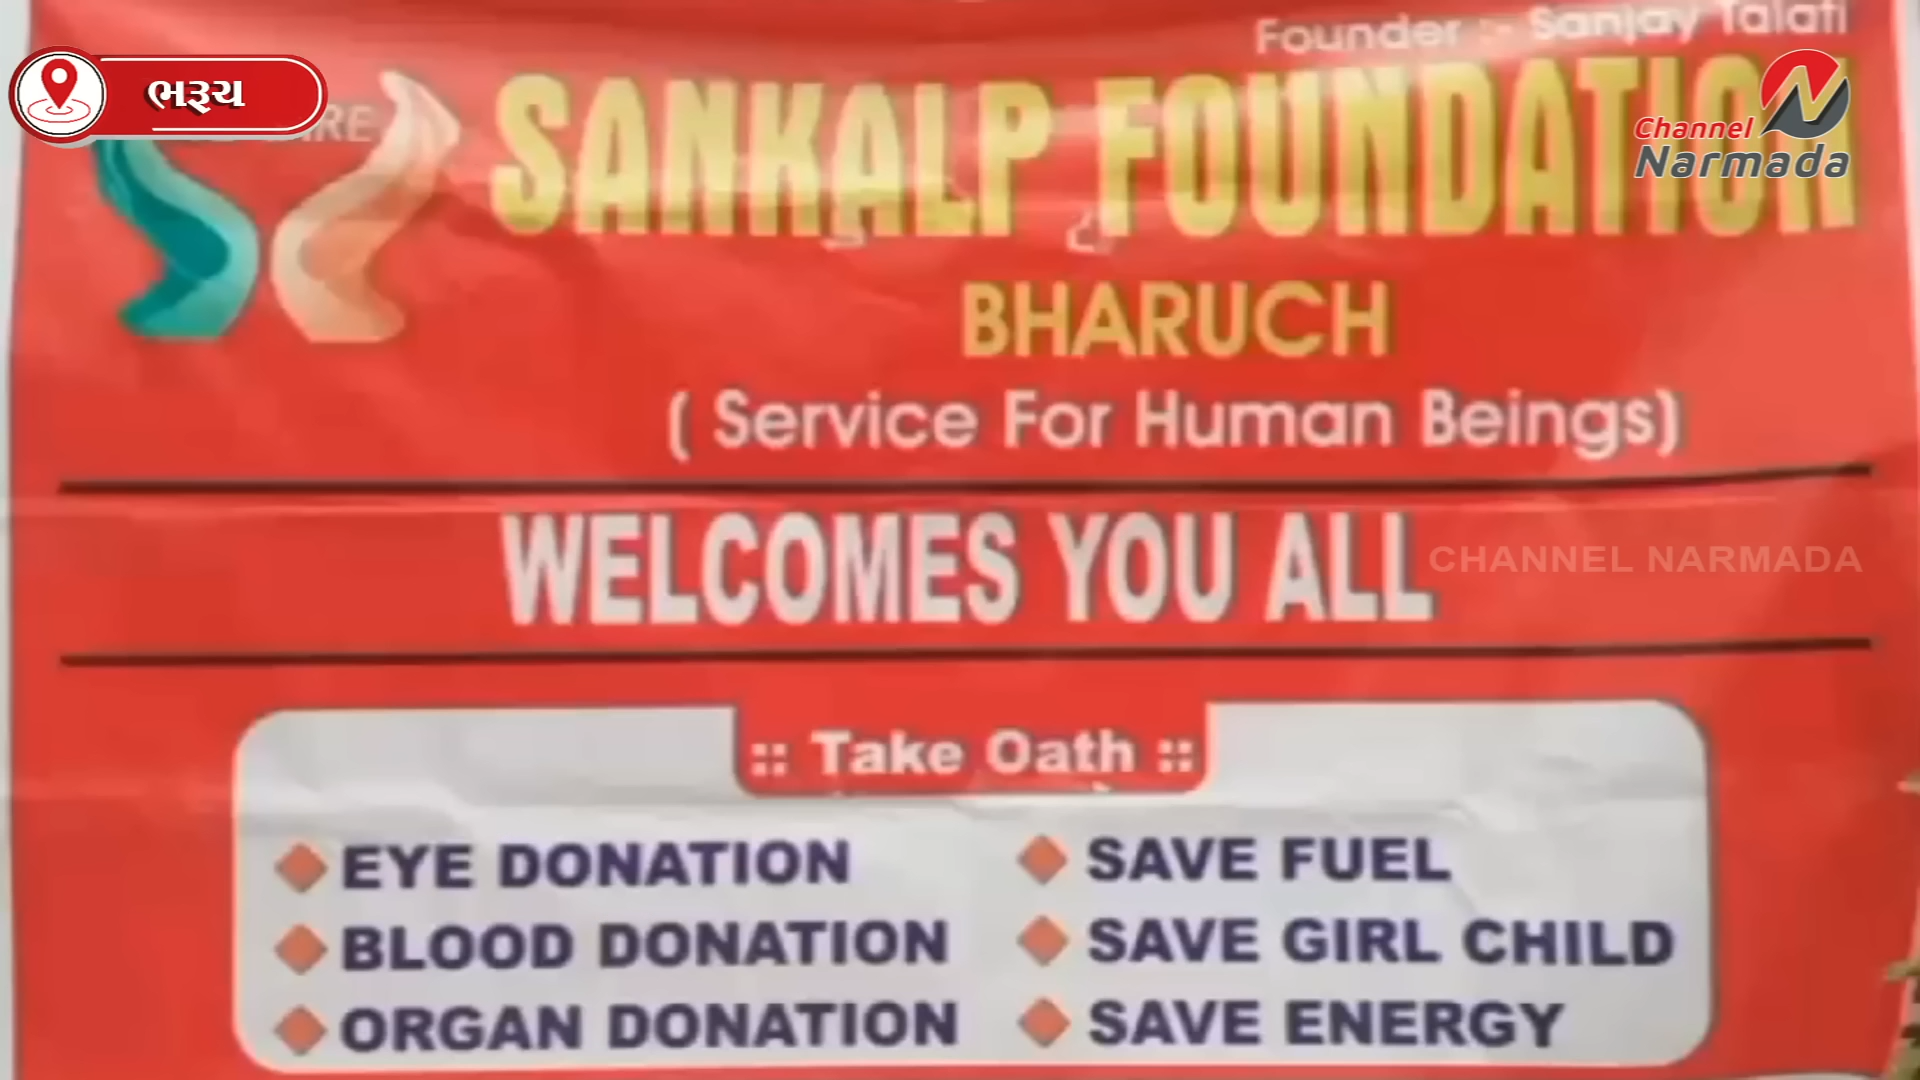 Founder :- Sanjay Talati
ભરૂચ
SANKALP FOUNDATION
Channel
Narmada
BHARUCH
( Service For Human Beings)
WELCOMES YOU ALL
CHANNEL NARMADA
:: Take Oath ::
EYE DONATION
BLOOD DONATION
ORGAN DONATION
SAVE FUEL
SAVE GIRL CHILD
SAVE ENERGY